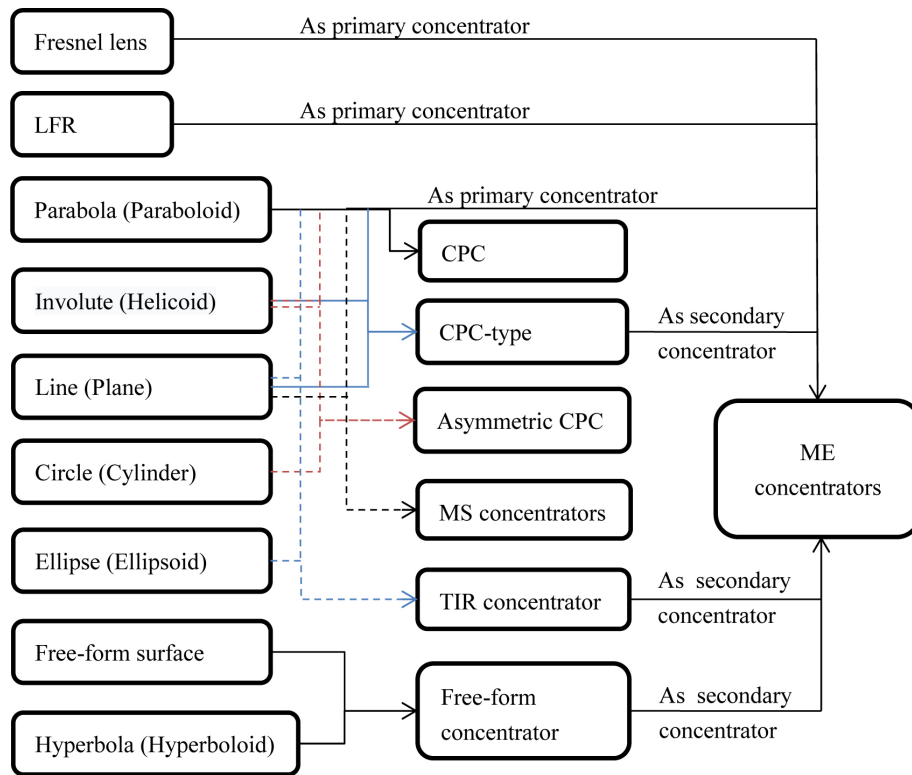 Fresnel lens
As primary concentrator
LFR
As primary concentrator
Parabola (Paraboloid)
As primary concentrator
CPC
Involute (Helicoid)
CPC-type
As secondary
concentrator
Line (Plane)
Asymmetric CPC
ME
concentrators
Circle (Cylinder)
MS concentrators
Ellipse (Ellipsoid)
TIR concentrator
As secondary
concentrator
Free-form surface
Free-form
concentrator
As secondary
concentrator
Hyperbola (Hyperboloid)